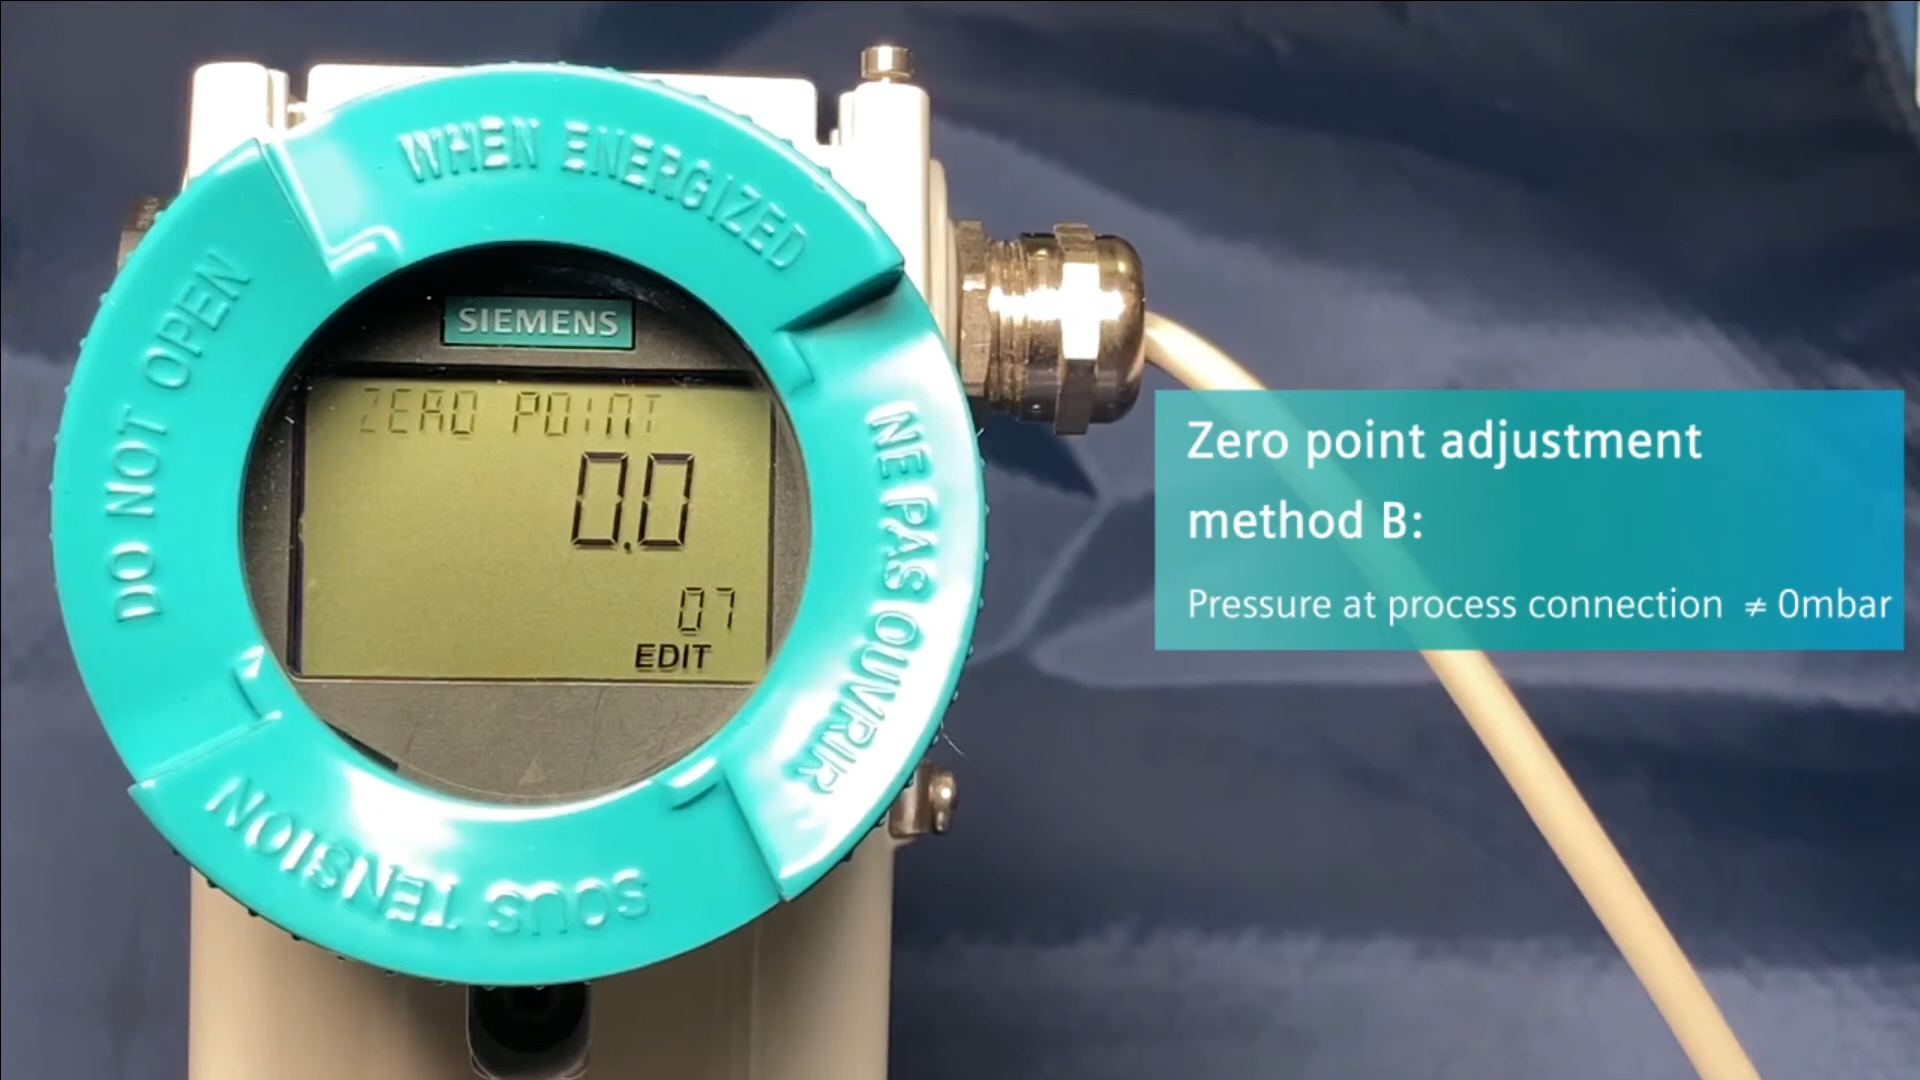 WHEN ENERGIZED
DO NOT OPEN
NE PAS OUVRIR
SOUS TENSION
SIEMENS
ZERO POINT
0.0
07
EDIT
Zero point adjustment
method B:
Pressure at process connection ≠ 0mbar